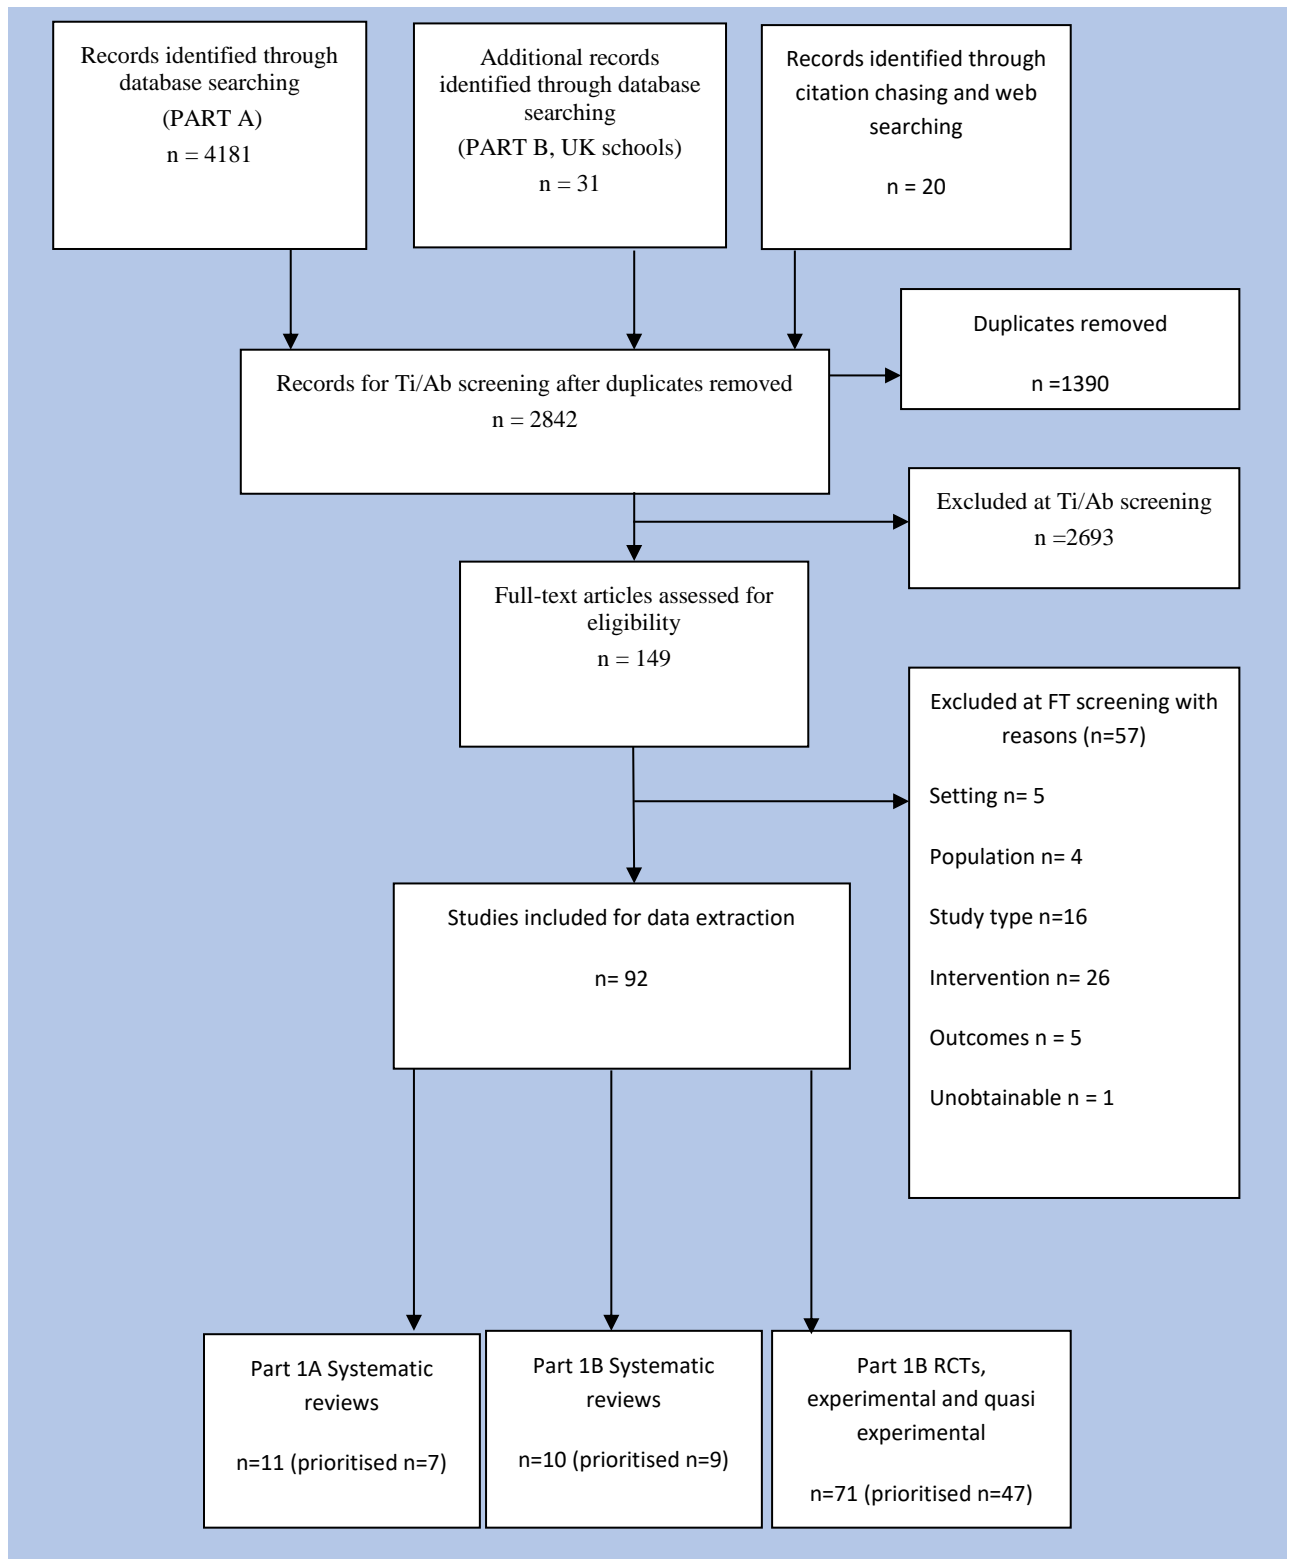 Records identified through
database searching
(PART A)
n = 4181
Additional records
identified through database
searching
(PART B, UK schools)
n = 31
Records identified through
citation chasing and web
searching
n = 20
Duplicates removed
n =1390
Records for Ti/Ab screening after duplicates removed
n = 2842
Excluded at Ti/Ab screening
n =2693
Full-text articles assessed for
eligibility
n = 149
Excluded at FT screening with
reasons (n=57)
Setting n= 5
Population n= 4
Study type n=16
Intervention n= 26
Outcomes n = 5
Unobtainable n = 1
Studies included for data extraction
n= 92
Part 1A Systematic
reviews
n=11 (prioritised n=7)
Part 1B Systematic
reviews
n=10 (prioritised n=9)
Part 1B RCTs,
experimental and quasi
experimental
n=71 (prioritised n=47)